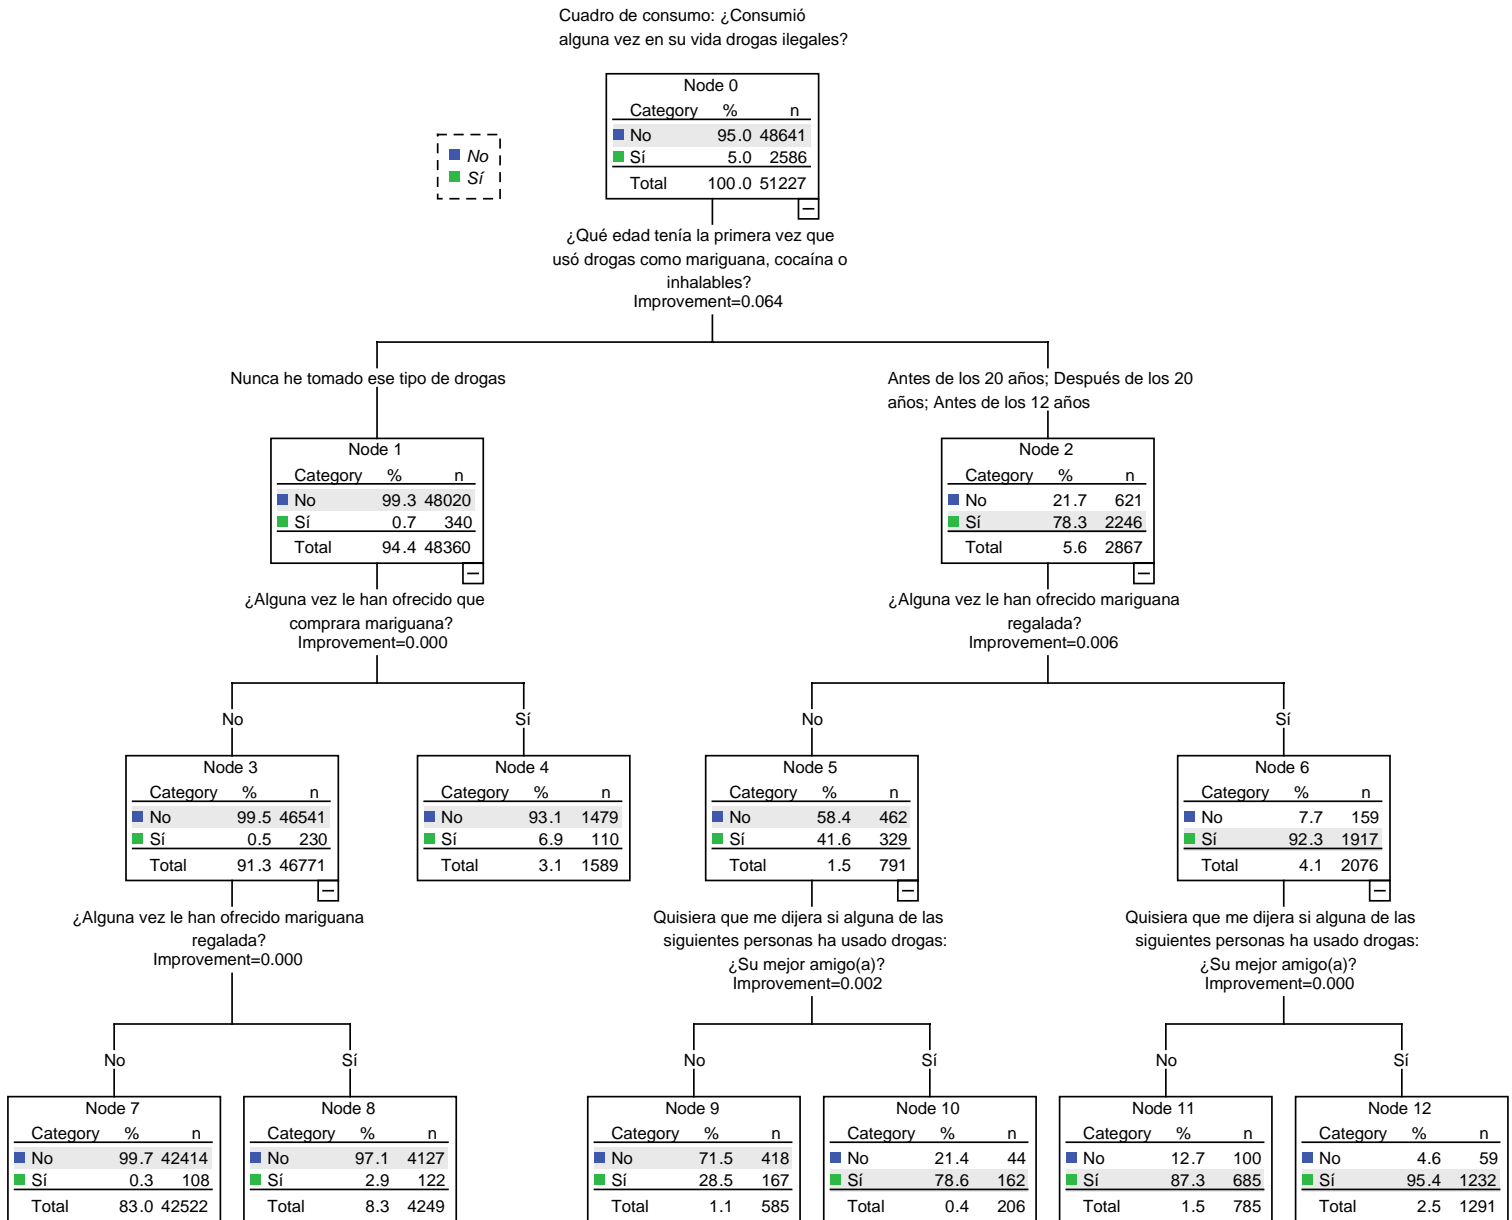 Cuadro de consumo: ¿Consumió
alguna vez en su vida drogas ilegales?
Node 0
Category % n
No 95.0 48641
Sí 5.0 2586
Total 100.0 51227
No
Sí
¿Qué edad tenía la primera vez que
usó drogas como mariguana, cocaína o
inhalables?
Improvement=0.064
Nunca he tomado ese tipo de drogas
Antes de los 20 años; Después de los 20
años; Antes de los 12 años
Node 1
Category % n
No 99.3 48020
Sí 0.7 340
Total 94.4 48360
Node 2
Category % n
No 21.7 621
Sí 78.3 2246
Total 5.6 2867
¿Alguna vez le han ofrecido que
comprara mariguana?
Improvement=0.000
¿Alguna vez le han ofrecido mariguana
regalada?
Improvement=0.006
No
Sí
No
Sí
Node 3
Category % n
No 99.5 46541
Sí 0.5 230
Total 91.3 46771
Node 4
Category % n
No 93.1 1479
Sí 6.9 110
Total 3.1 1589
Node 5
Category % n
No 58.4 462
Sí 41.6 329
Total 1.5 791
Node 6
Category % n
No 7.7 159
Sí 92.3 1917
Total 4.1 2076
¿Alguna vez le han ofrecido mariguana
regalada?
Improvement=0.000
Quisiera que me dijera si alguna de las
siguientes personas ha usado drogas:
¿Su mejor amigo(a)?
Improvement=0.002
Quisiera que me dijera si alguna de las
siguientes personas ha usado drogas:
¿Su mejor amigo(a)?
Improvement=0.000
No
Sí
No
Sí
No
Sí
Node 7
Category % n
No 99.7 42414
Sí 0.3 108
Total 83.0 42522
Node 8
Category % n
No 97.1 4127
Sí 2.9 122
Total 8.3 4249
Node 9
Category % n
No 71.5 418
Sí 28.5 167
Total 1.1 585
Node 10
Category % n
No 21.4 44
Sí 78.6 162
Total 0.4 206
Node 11
Category % n
No 12.7 100
Sí 87.3 685
Total 1.5 785
Node 12
Category % n
No 4.6 59
Sí 95.4 1232
Total 2.5 1291